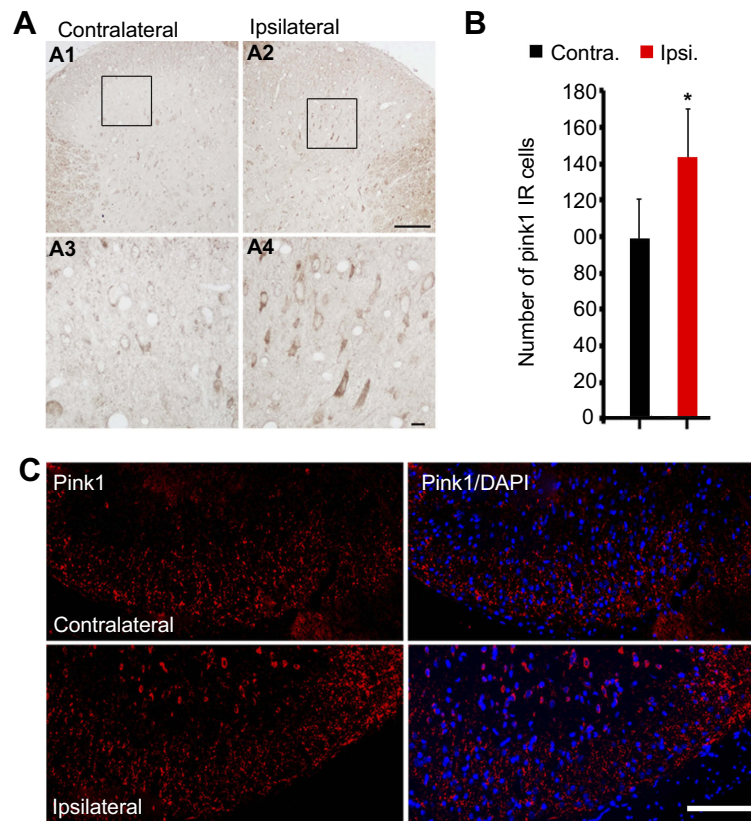 A
Contralateral
Ipsilateral
A1
A2
A3
A4
B
Contra.
Ipsi.
Number of pink1 IR cells
180
160
140
120
00
80
60
40
20
0
*
C
Pink1
Pink1/DAPI
Contralateral
Ipsilateral